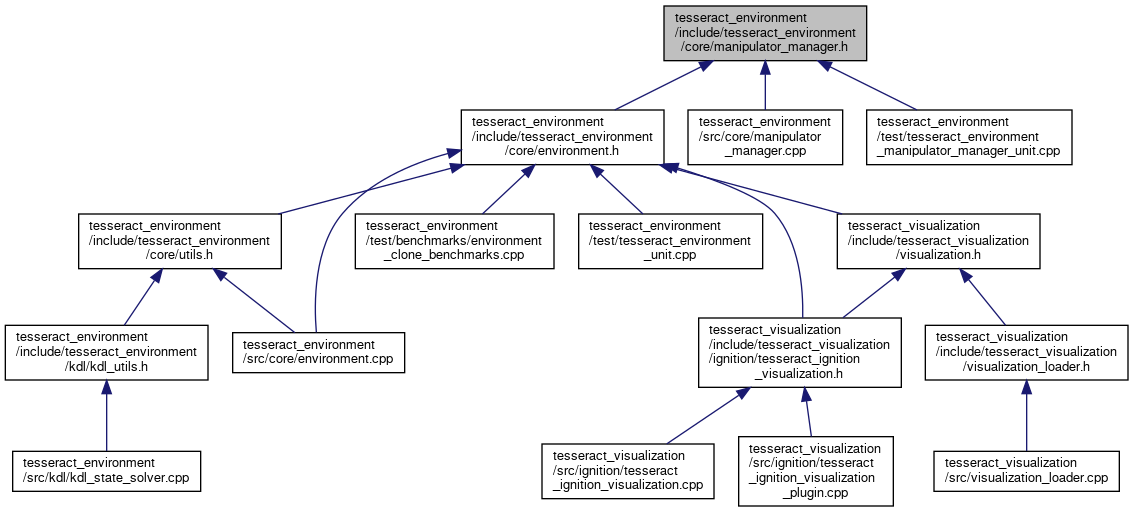 tesseract_environment
/include/tesseract_environment
/core/manipulator_manager.h
tesseract_environment
/include/tesseract_environment
/core/environment.h
tesseract_environment
/src/core/manipulator
_manager.cpp
tesseract_environment
/test/tesseract_environment
_manipulator_manager_unit.cpp
tesseract_environment
/include/tesseract_environment
/core/utils.h
tesseract_environment
/test/benchmarks/environment
_clone_benchmarks.cpp
tesseract_environment
/test/tesseract_environment
_unit.cpp
tesseract_visualization
/include/tesseract_visualization
/visualization.h
tesseract_environment
/include/tesseract_environment
/kdl/kdl_utils.h
tesseract_environment
/src/core/environment.cpp
tesseract_visualization
/include/tesseract_visualization
/ignition/tesseract_ignition
_visualization.h
tesseract_visualization
/include/tesseract_visualization
/visualization_loader.h
tesseract_environment
/src/kdl/kdl_state_solver.cpp
tesseract_visualization
/src/ignition/tesseract
_ignition_visualization.cpp
tesseract_visualization
/src/ignition/tesseract
_ignition_visualization
_plugin.cpp
tesseract_visualization
/src/visualization_loader.cpp